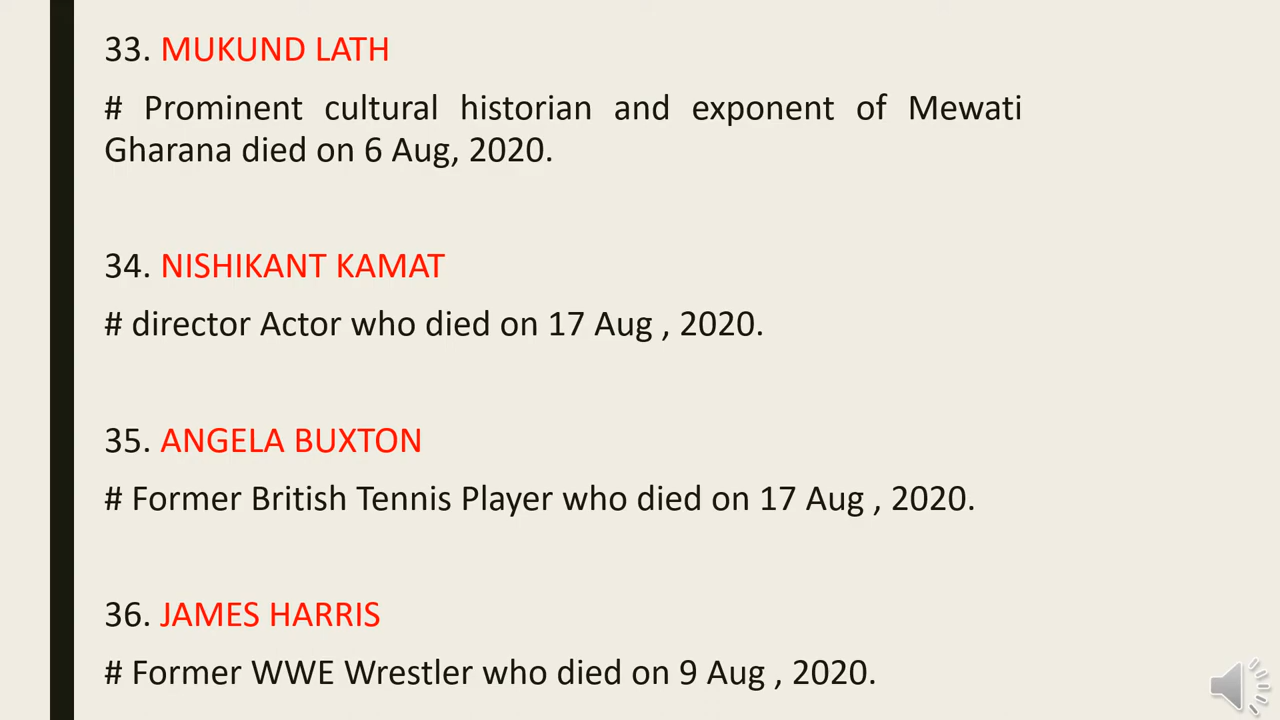 33. MUKUND LATH
# Prominent cultural historian and exponent of Mewati
Gharana died on 6 Aug, 2020.
34. NISHIKANT KAMAT
# director Actor who died on 17 Aug , 2020.
35. ANGELA BUXTON
# Former British Tennis Player who died on 17 Aug , 2020.
36. JAMES HARRIS
# Former WWE Wrestler who died on 9 Aug , 2020.